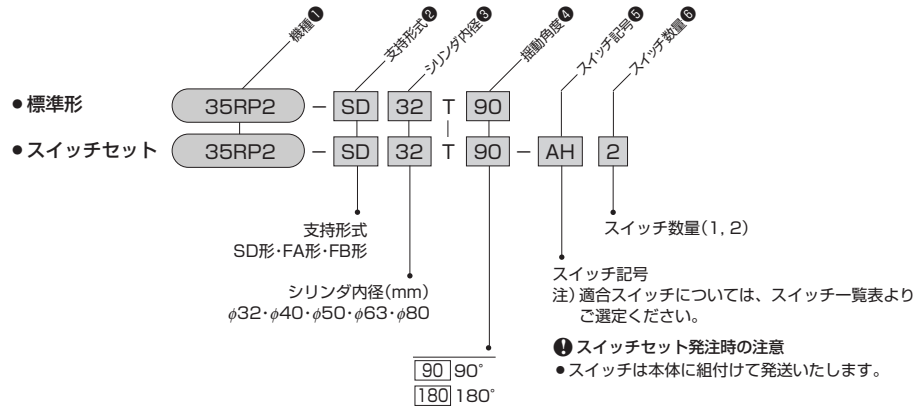 機種❶
支持形式❷
シリンダ内径❸
揺動角度❹
スイッチ記号❺
スイッチ数量❻
●標準形 35RP2 − SD 32 T 90
●スイッチセット 35RP2 − SD 32 T 90 − AH 2
支持形式
SD形･FA形･FB形
シリンダ内径(mm)
φ32･φ40･φ50･φ63･φ80
90 90°
180 180°
スイッチ数量(1, 2)
スイッチ記号
注) 適合スイッチについては、スイッチ一覧表より
ご選定ください。
❗スイッチセット発注時の注意
●スイッチは本体に組付けて発送いたします。